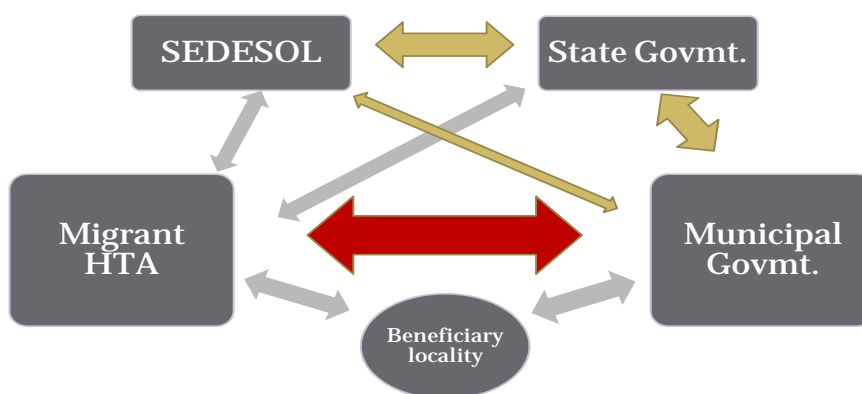 SEDESOL
State Govmt.
Migrant
HTA
Municipal
Govmt.
Beneficiary
locality